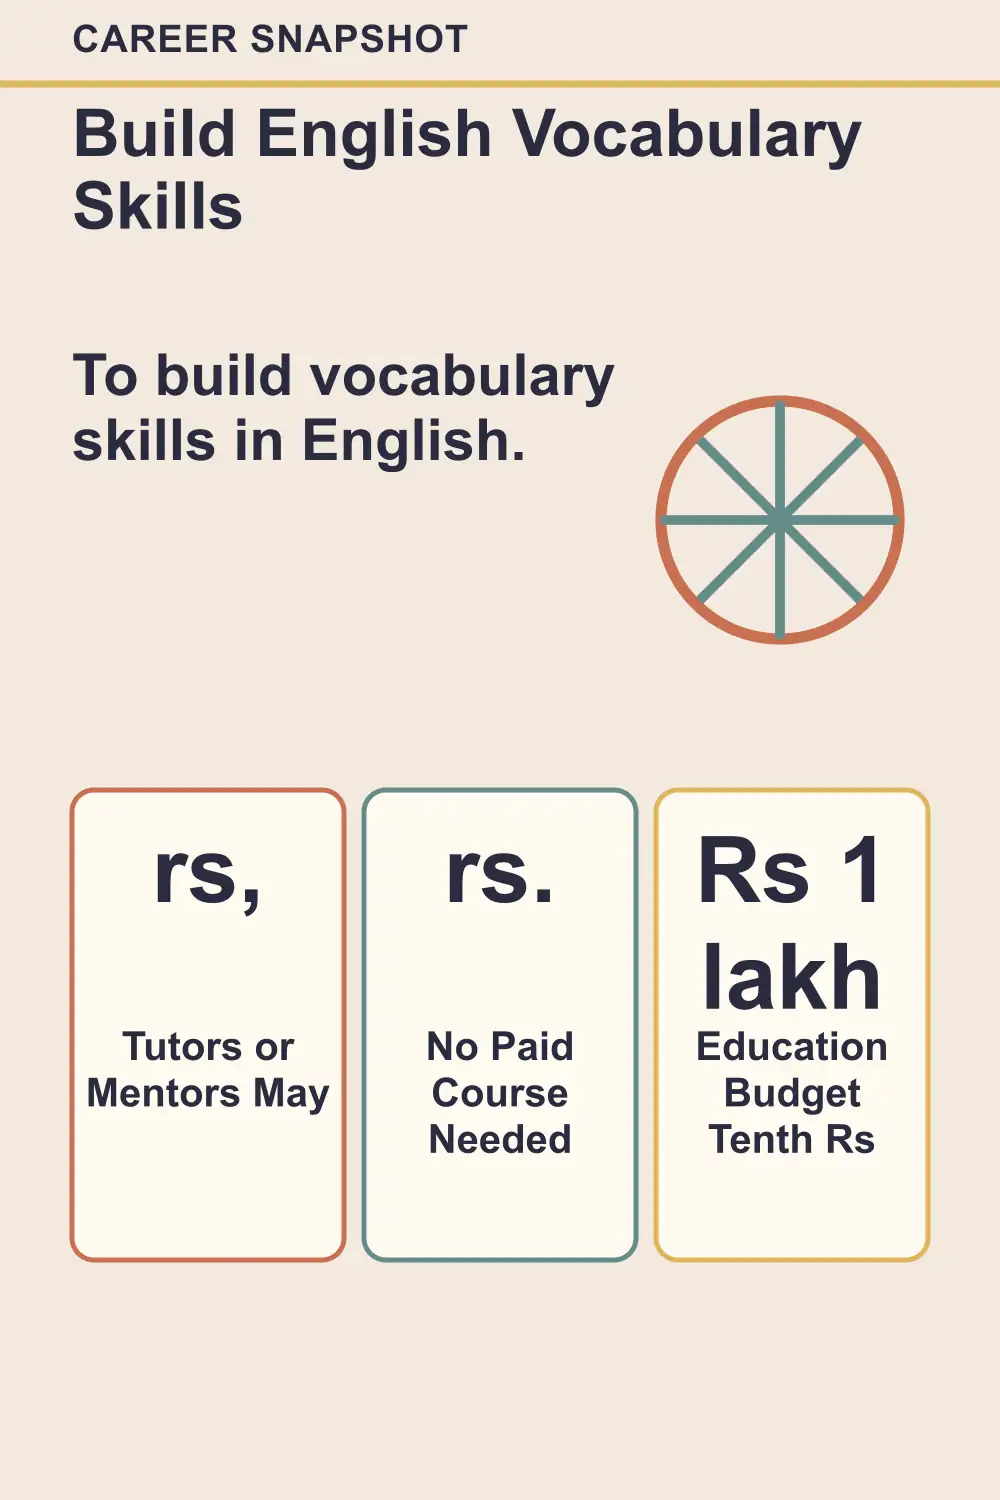 CAREER SNAPSHOT
Build English Vocabulary
Skills
To build vocabulary
skills in English.
rs,
Tutors or
Mentors May
rs.
No Paid
Course
Needed
Rs 1
lakh
Education
Budget
Tenth Rs